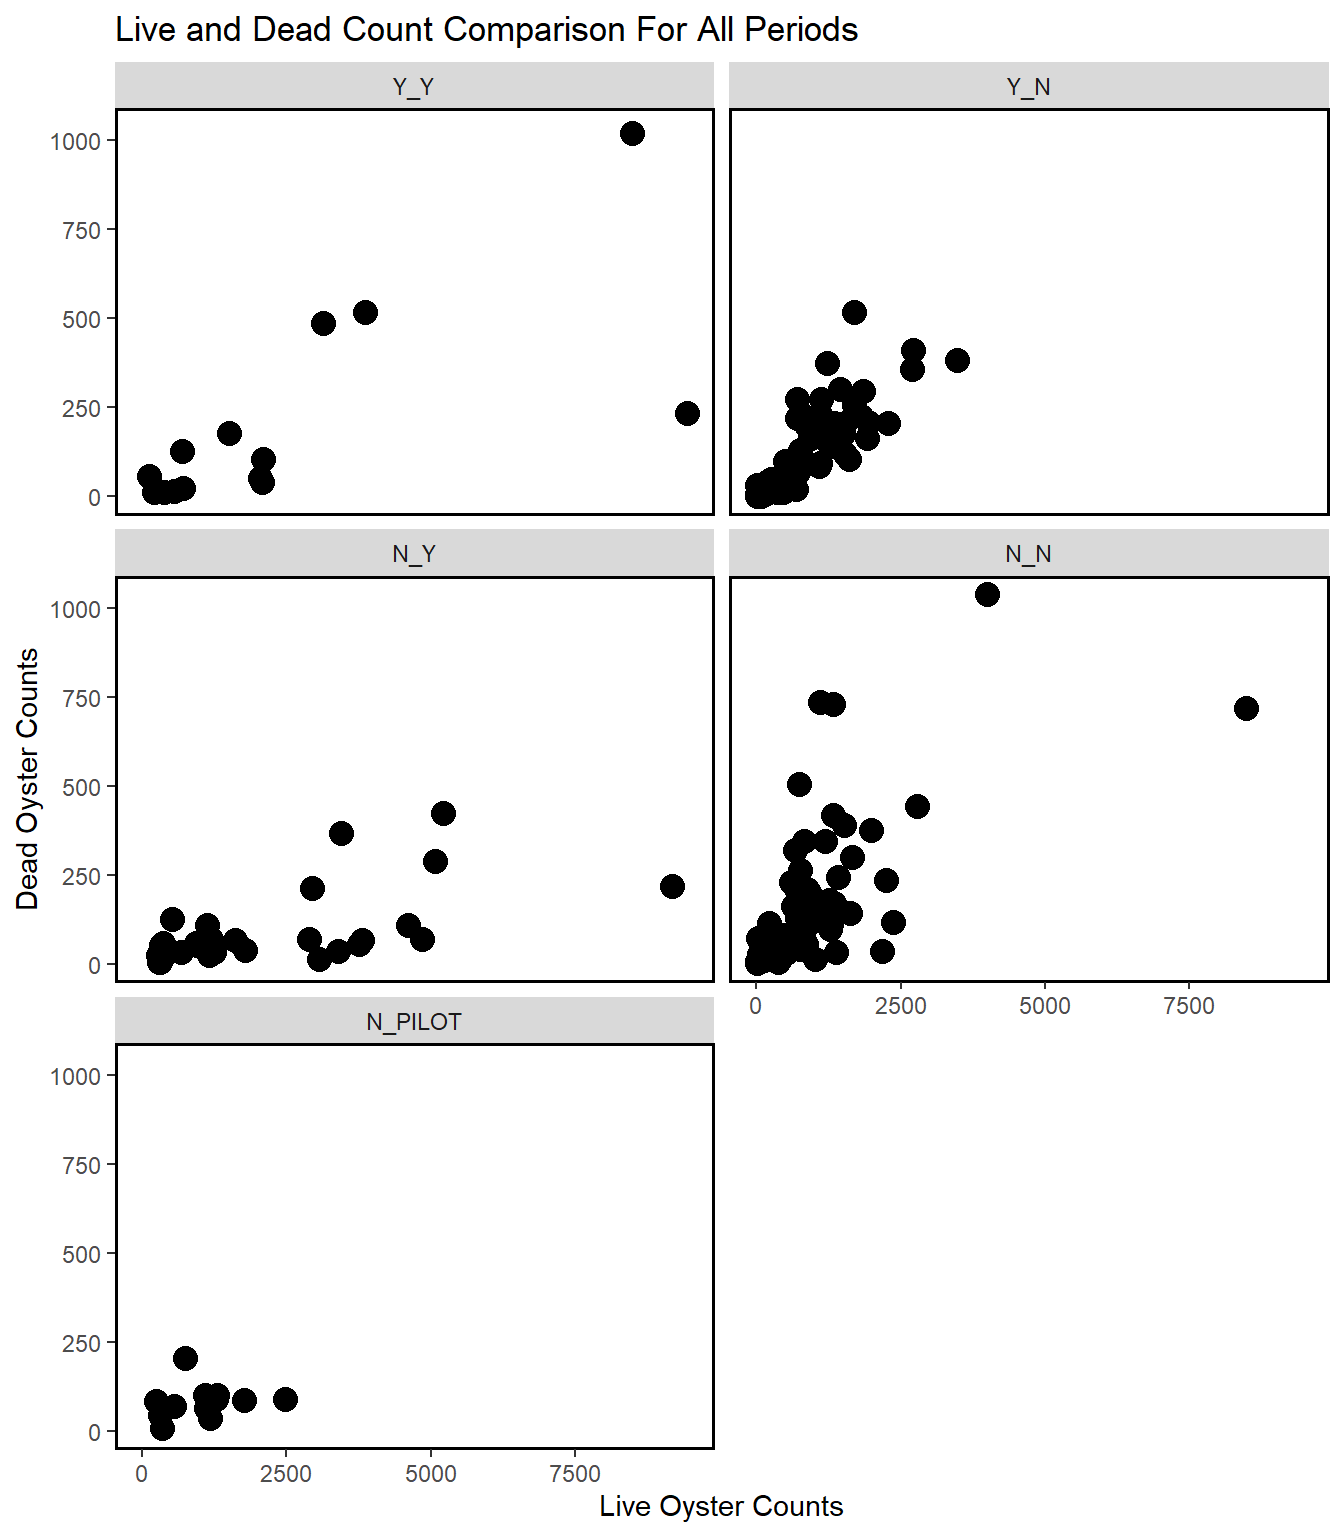 Live and Dead Count Comparison For All Periods
Y_Y
Y_N
1000
750
500
250
0
N_Y
N_N
1000
750
500
250
0
0 2500 5000 7500
N_PILOT
1000
750
500
250
0
0 2500 5000 7500
Live Oyster Counts
Dead Oyster Counts